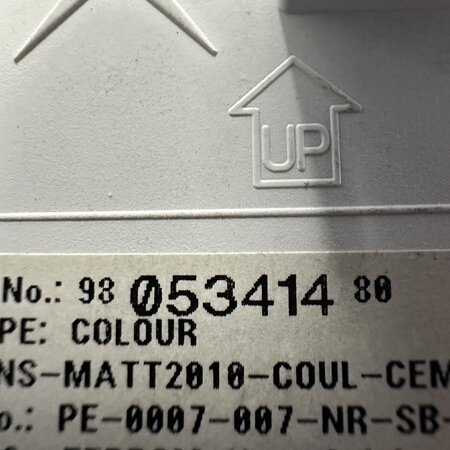 UP
No.: 98 053414 80
PE: COLOUR
NS-MATT2010-COUL-CEM
o.: PE-0007-007-NR-SB-